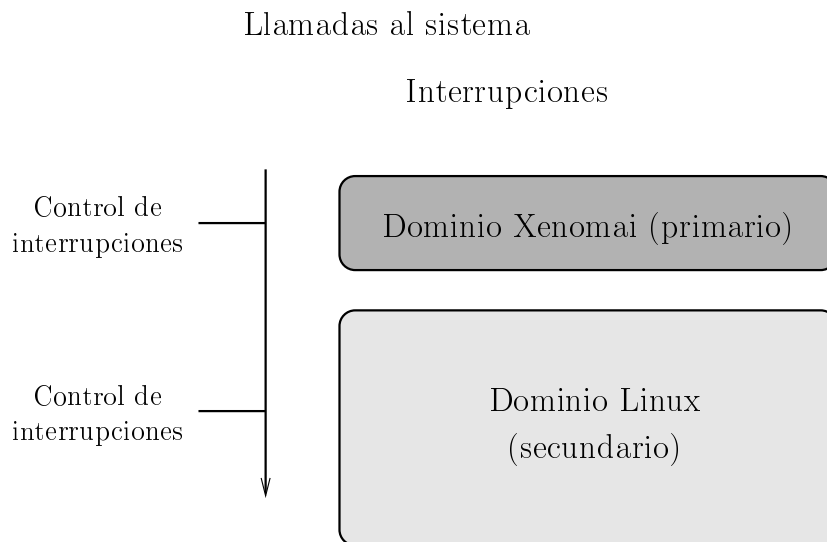 Llamadas al sistema
Interrupciones
Control de
interrupciones
Dominio Xenomai (primario)
Control de
interrupciones
Dominio Linux
(secundario)